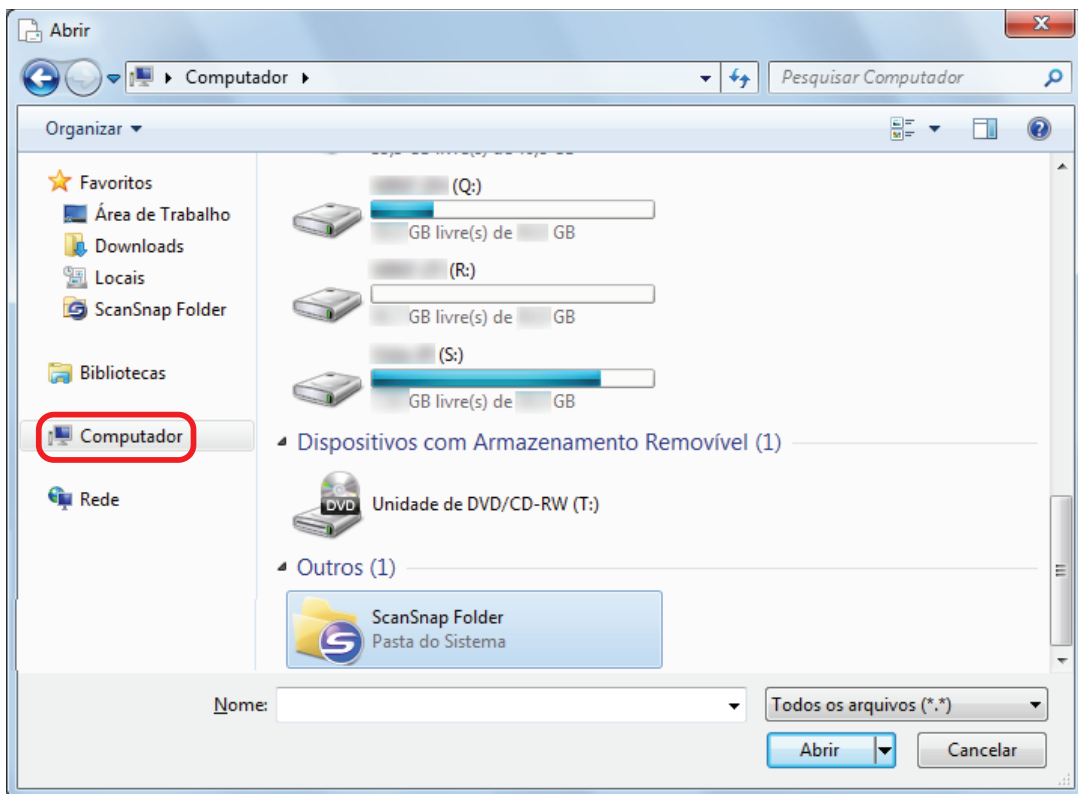 Abrir
Computador
Pesquisar Computador
Organizar
Favoritos
Área de Trabalho
Downloads
Locais
ScanSnap Folder
Bibliotecas
Computador
Rede
(Q:)
GB livre(s) de GB
(R:)
GB livre(s) de GB
(S:)
GB livre(s) de GB
Dispositivos com Armazenamento Removível (1)
DVD
Unidade de DVD/CD-RW (T:)
Outros (1)
S
ScanSnap Folder
Pasta do Sistema
Nome:
Todos os arquivos (*.*)
Abrir
Cancelar